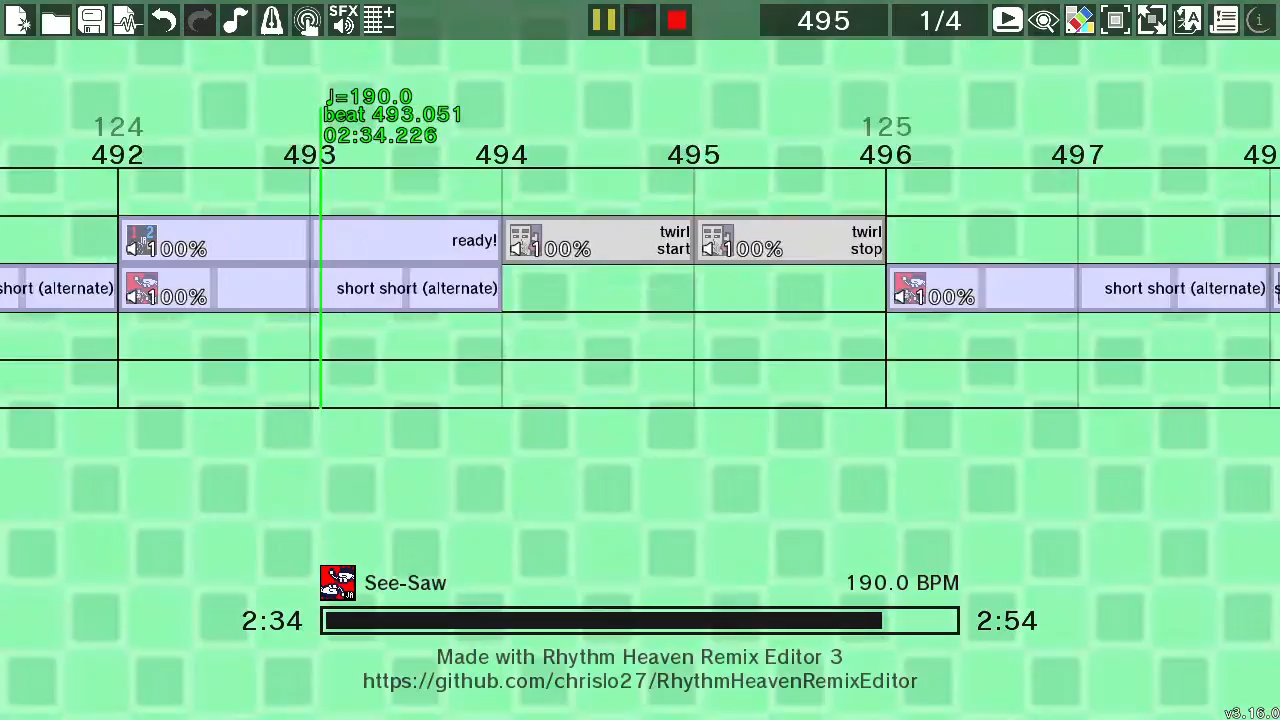 SFX
495
1/4
♩=190.0
beat 493.051
02:34.226
124
125
492
493
494
495
496
497
49
100%
ready!
100%
twirl
start
100%
twirl
stop
short (alternate)
100%
short short (alternate)
100%
short short (alternate)
See-Saw
190.0 BPM
2:34
2:54
Made with Rhythm Heaven Remix Editor 3
https://github.com/chrislo27/RhythmHeavenRemixEditor
v3.16.0